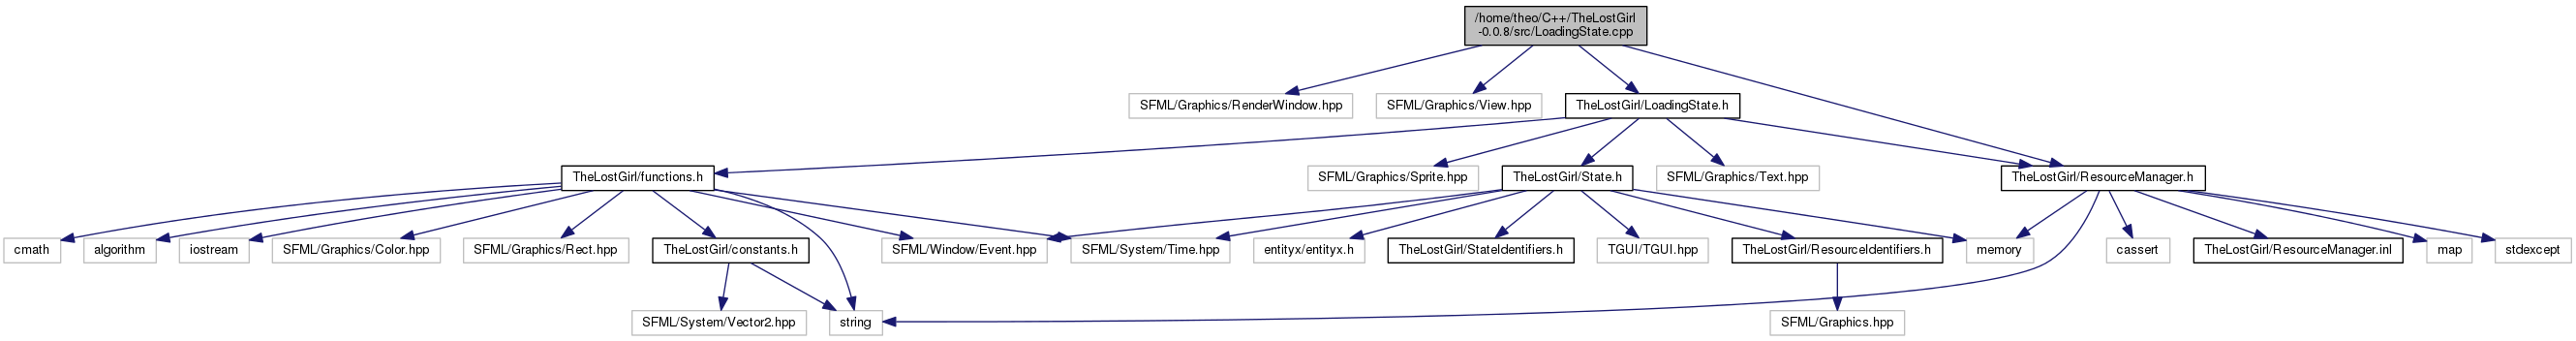 /home/theo/C++/TheLostGirl
-0.0.8/src/LoadingState.cpp
SFML/Graphics/RenderWindow.hpp
SFML/Graphics/View.hpp
TheLostGirl/LoadingState.h
TheLostGirl/functions.h
SFML/Graphics/Sprite.hpp
TheLostGirl/State.h
SFML/Graphics/Text.hpp
TheLostGirl/ResourceManager.h
cmath
algorithm
iostream
SFML/Graphics/Color.hpp
SFML/Graphics/Rect.hpp
TheLostGirl/constants.h
SFML/Window/Event.hpp
SFML/System/Time.hpp
entityx/entityx.h
TheLostGirl/StateIdentifiers.h
TGUI/TGUI.hpp
TheLostGirl/ResourceIdentifiers.h
memory
cassert
TheLostGirl/ResourceManager.inl
map
stdexcept
SFML/System/Vector2.hpp
string
SFML/Graphics.hpp